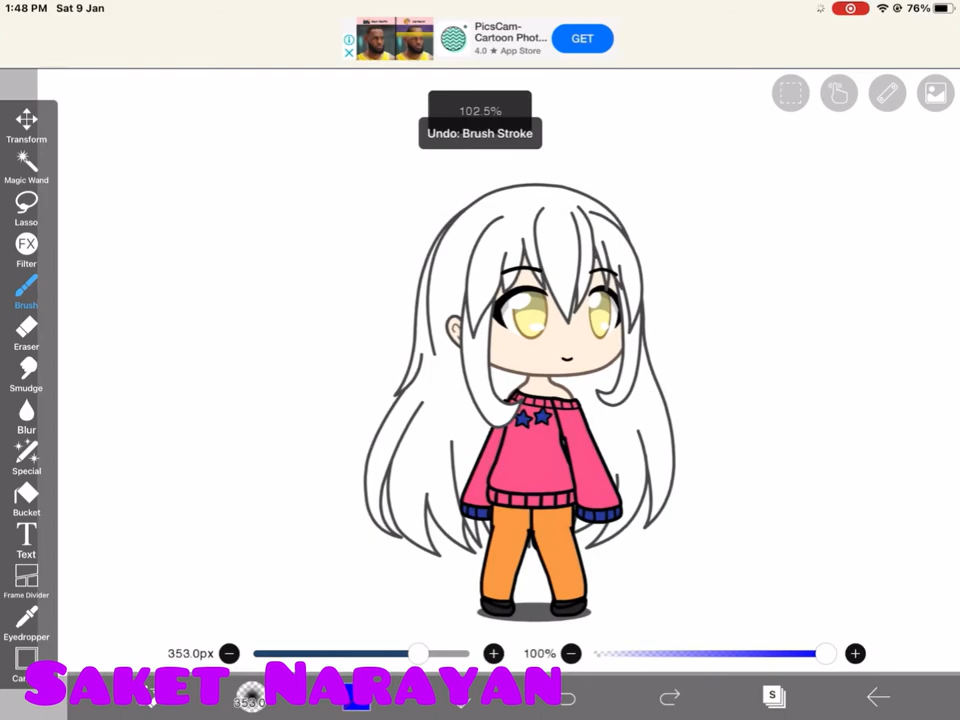 1:48 PM Sat 9 Jan
76%
PicsCam-
Cartoon Phot...
4.0 ★ App Store
GET
102.5%
Undo: Brush Stroke
Transform
Magic Wand
Lasso
FX
Filter
Brush
Eraser
Smudge
Blur
Special
Bucket
T
Text
Frame Divider
Eyedropper
353.0px
100%
SAKET NARAYAN
S